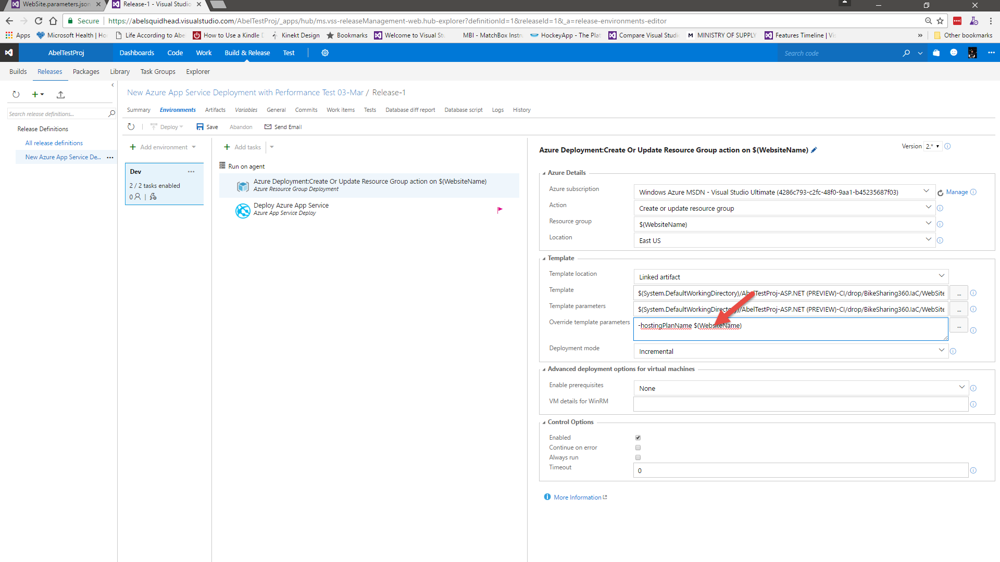 WebSite.parameters.json
Release-1 - Visual Studio
Secure
https://abelsquidhead.visualstudio.com/AbelTestProj/_apps/hub/ms.vss-releaseManagement-web.hub-explorer?definitionId=1&releaseId=1&_a=release-environments-editor
Apps
Microsoft Health | Ho
Life According to Abe
How to Use a Kindle D
Kinekt Design
Bookmarks
Welcome to Visual Stu
MBI - MatchBox Instru
HockeyApp - The Plat
Compare Visual Studi
M MINISTRY OF SUPPLY
Features Timeline | Vis
»
Other bookmarks
AbelTestProj
Dashboards
Code
Work
Build & Release
Test
Search code
Builds
Releases
Packages
Library
Task Groups
Explorer
New Azure App Service Deployment with Performance Test 03-Mar / Release-1
Summary
Environments
Artifacts
Variables
General
Commits
Work items
Tests
Database diff report
Database script
Logs
History
Search release definitions...
Deploy
Save
Abandon
Send Email
Release Definitions
All release definitions
New Azure App Service De... ...
Add environment
Dev ...
2 / 2 tasks enabled
0 |
Add tasks
Run on agent
Azure Deployment:Create Or Update Resource Group action on $(WebsiteName)
Azure Resource Group Deployment
Deploy Azure App Service
Azure App Service Deploy
Azure Deployment:Create Or Update Resource Group action on $(WebsiteName)
Version 2.*
Azure Details
Azure subscription
Windows Azure MSDN - Visual Studio Ultimate (4286c793-c2fc-48f0-9aa1-b45235687f03)
Manage
Action
Create or update resource group
Resource group
$(WebsiteName)
Location
East US
Template
Template location
Linked artifact
Template
$(System.DefaultWorkingDirectory)/AbelTestProj-ASP.NET (PREVIEW)-CI/drop/BikeSharing360.IaC/WebSite
...
Template parameters
$(System.DefaultWorkingDirectory)/AbelTestProj-ASP.NET (PREVIEW)-CI/drop/BikeSharing360.IaC/WebSite
...
Override template parameters
-hostingPlanName $(WebsiteName)
...
Deployment mode
Incremental
Advanced deployment options for virtual machines
Enable prerequisites
None
VM details for WinRM
Control Options
Enabled
Continue on error
Always run
Timeout
0
More Information